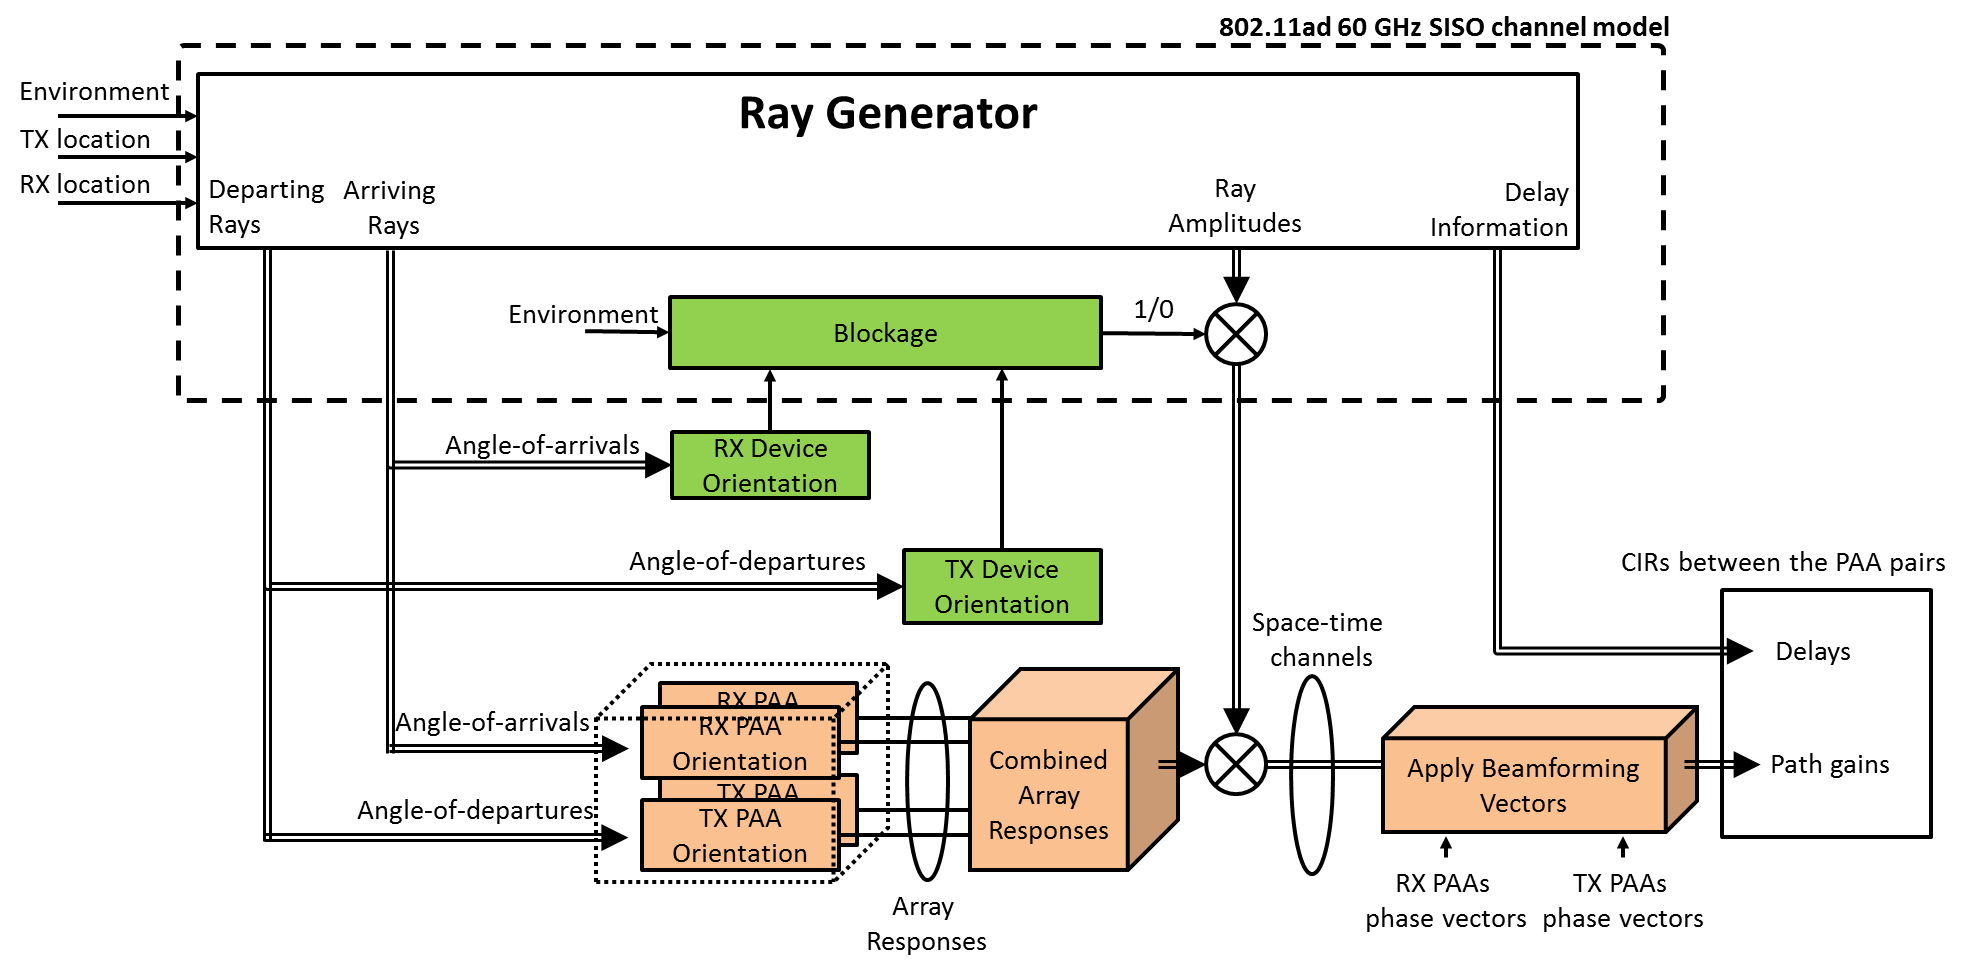 802.11ad 60 GHz SISO channel model
Ray Generator
Environment
TX location
RX location
Departing
Rays
Arriving
Rays
Ray
Amplitudes
Delay
Information
Environment
Blockage
1/0
Angle-of-arrivals
RX Device
Orientation
Angle-of-departures
TX Device
Orientation
CIRs between the PAA pairs
Space-time
channels
Delays
Angle-of-arrivals
RX PAA
RX PAA
Orientation
Angle-of-departures
TX PAA
TX PAA
Orientation
Combined
Array
Responses
Apply Beamforming
Vectors
Path gains
Array
Responses
RX PAAs
phase vectors
TX PAAs
phase vectors